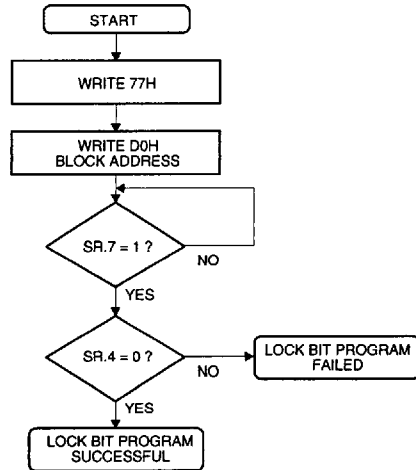 START
WRITE 77H
WRITE D0H
BLOCK ADDRESS
SR.7 = 1 ?
NO
YES
SR.4 = 0 ?
NO
LOCK BIT PROGRAM
FAILED
YES
LOCK BIT PROGRAM
SUCCESSFUL